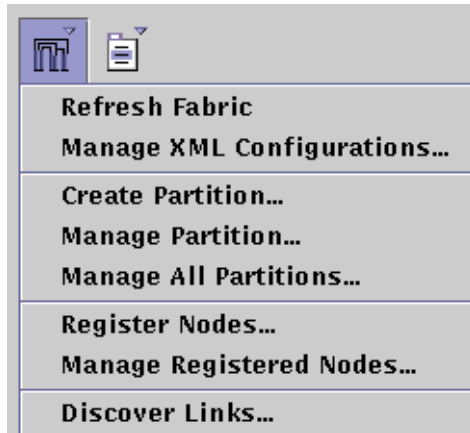 Refresh Fabric
Manage XML Configurations...
Create Partition...
Manage Partition...
Manage All Partitions...
Register Nodes...
Manage Registered Nodes...
Discover Links...